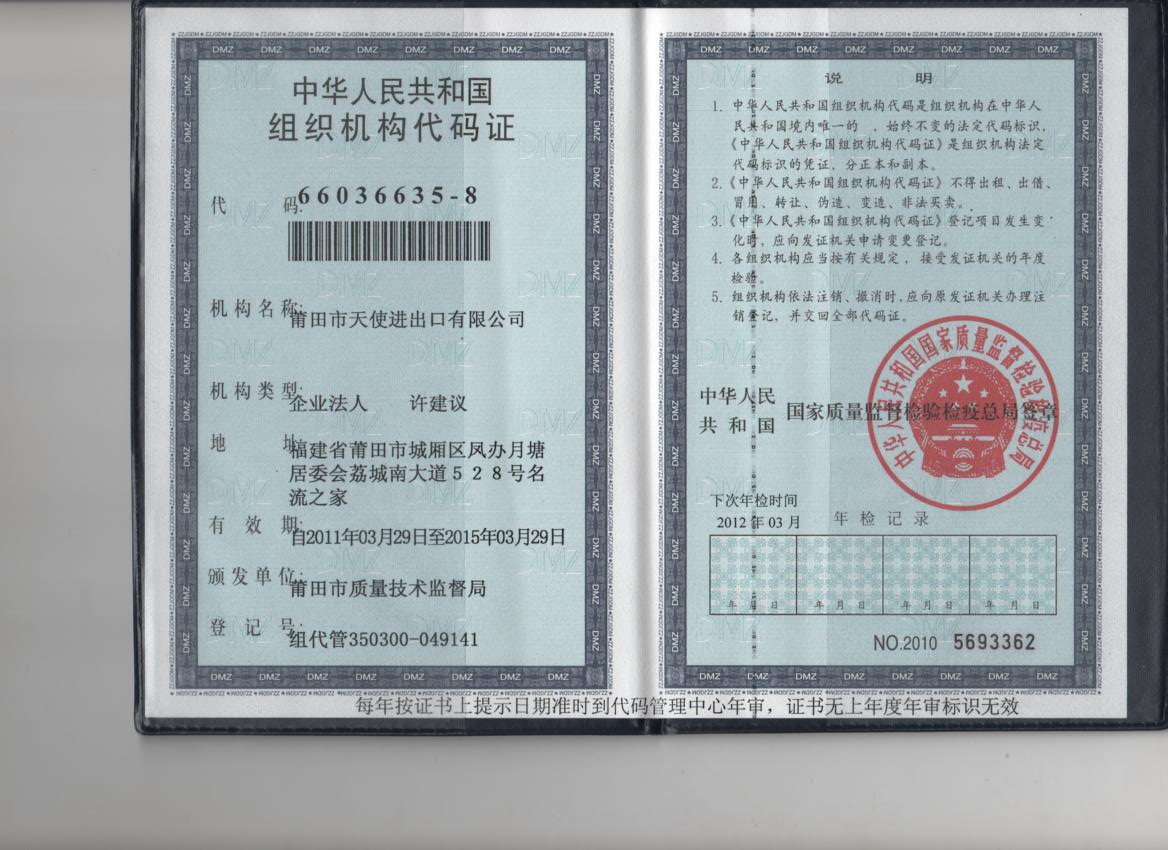 中华人民共和国
组织机构代码证
代 码:66036635-8
机构名称:莆田市天使进出口有限公司
机构类型:企业法人 许建议
地 址:福建省莆田市城厢区凤办月塘
居委会荔城南大道528号名
流之家
有 效 期:自2011年03月29日至2015年03月29日
颁发单位:莆田市质量技术监督局
登 记 号:组代管350300-049141
说 明
1. 中华人民共和国组织机构代码是组织机构在中华人
民共和国境内唯一的 、始终不变的法定代码标识,
《中华人民共和国组织机构代码证》是组织机构法定
代码标识的凭证,分正本和副本。
2.《中华人民共和国组织机构代码证》不得出租、出借、
冒用、转让、伪造、变造、非法买卖。
3.《中华人民共和国组织机构代码证》登记项目发生变
化时,应向发证机关申请变更登记。
4. 各组织机构应当按有关规定,接受发证机关的年度
检验。
5. 组织机构依法注销、撤消时,应向原发证机关办理注
销登记,并交回全部代码证。
中华人民共和国国家质量监督检验检疫总局
中华人民
共和国 国家质量监督检验检疫总局签章
下次年检时间
2012年03月 年检记录
年 月 日 年 月 日 年 月 日 年 月 日
NO.2010 5693362
每年按证书上提示日期准时到代码管理中心年审，证书无上年度年审标识无效